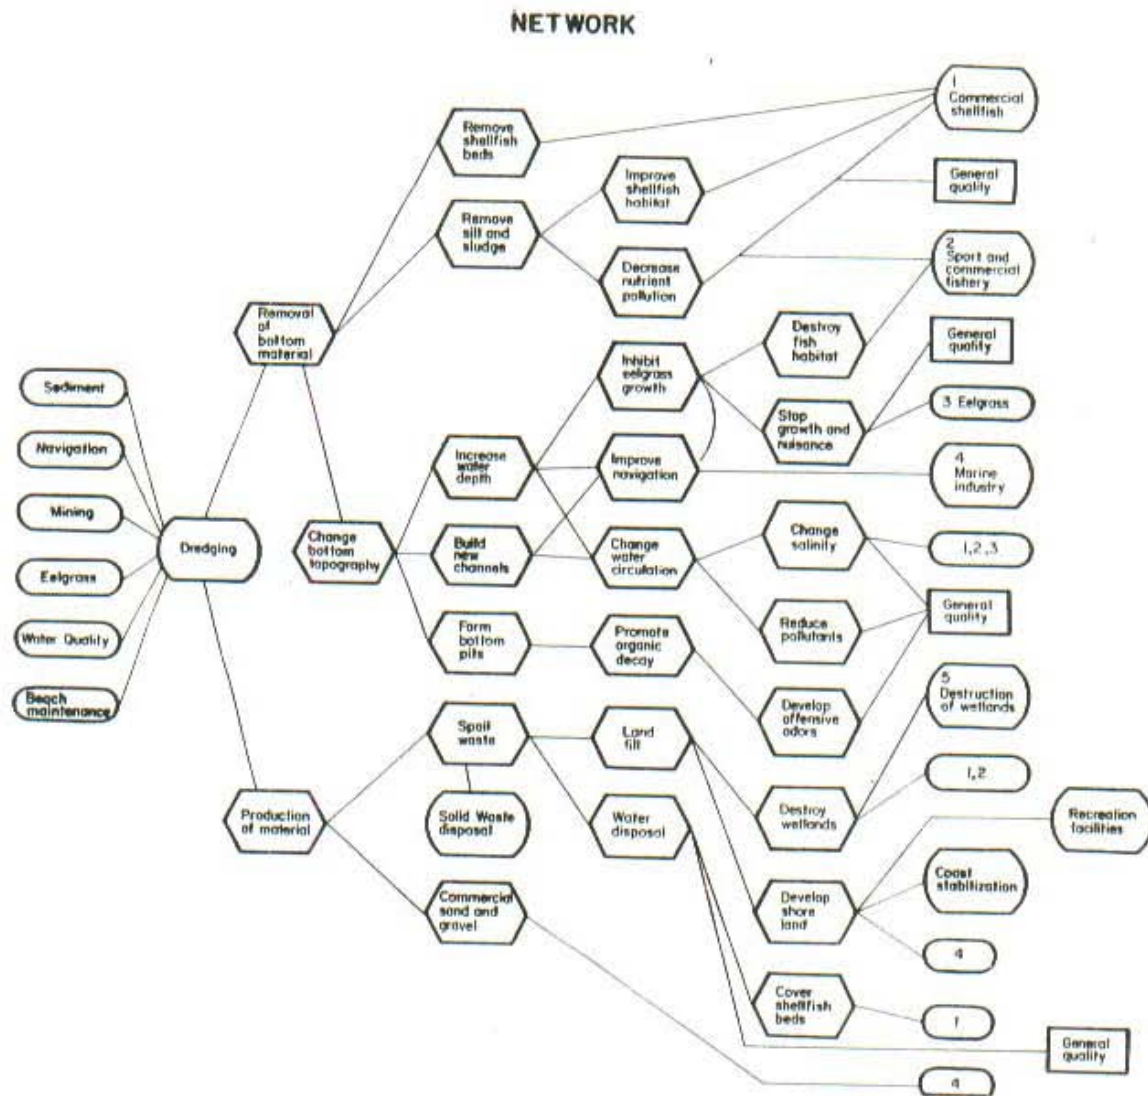 NETWORK
1
Commercial
shellfish
Remove
shellfish
beds
Improve
shellfish
habitat
General
quality
Remove
silt and
sludge
2
Sport and
commercial
fishery
Decrease
nutrient
pollution
Removal
of
bottom
material
Destroy
fish
habitat
General
quality
Inhibit
eelgrass
growth
Sediment
3 Eelgrass
Stop
growth and
nuisance
Navigation
Increase
water
depth
Improve
navigation
4
Marine
industry
Mining
Dredging
Change
bottom
topography
Build
new
channels
Change
water
circulation
Change
salinity
1,2,3
Eelgrass
General
quality
Water Quality
Form
bottom
pits
Promote
organic
decay
Reduce
pollutants
Beach
maintenance
5
Destruction
of wetlands
Spoil
waste
Land
fill
Develop
offensive
odors
1,2
Production
of material
Solid Waste
disposal
Water
disposal
Destroy
wetlands
Recreation
facilities
Coast
stabilization
Commercial
sand and
gravel
Develop
shore
land
4
Cover
shellfish
beds
1
General
quality
4